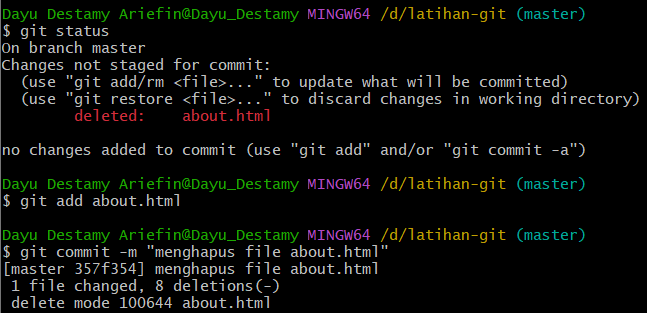 Dayu Destamy Ariefin@Dayu_Destamy MINGW64 /d/latihan-git (master)
$ git status
On branch master
Changes not staged for commit:
  (use "git add/rm <file>..." to update what will be committed)
  (use "git restore <file>..." to discard changes in working directory)
        deleted:    about.html

no changes added to commit (use "git add" and/or "git commit -a")

Dayu Destamy Ariefin@Dayu_Destamy MINGW64 /d/latihan-git (master)
$ git add about.html

Dayu Destamy Ariefin@Dayu_Destamy MINGW64 /d/latihan-git (master)
$ git commit -m "menghapus file about.html"
[master 357f354] menghapus file about.html
 1 file changed, 8 deletions(-)
 delete mode 100644 about.html